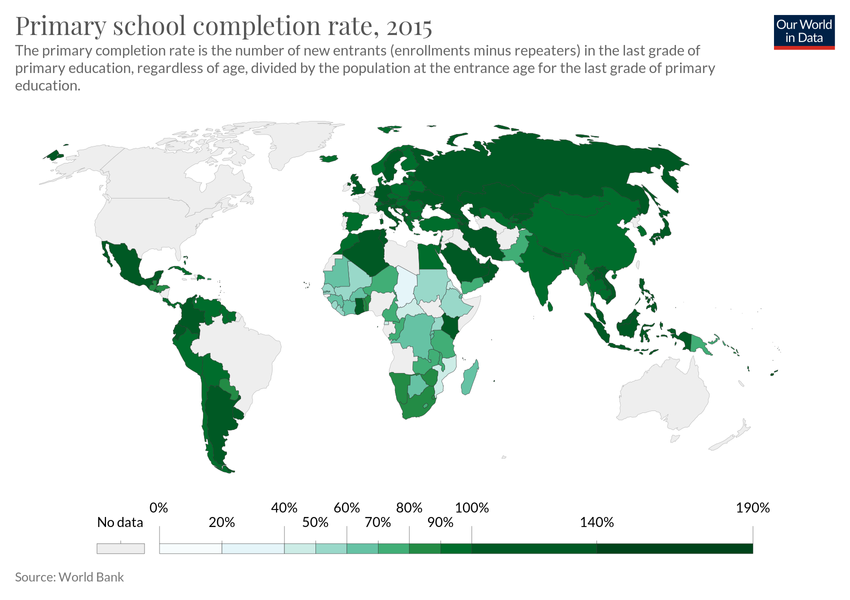 Primary school completion rate, 2015
Our World
in Data
The primary completion rate is the number of new entrants (enrollments minus repeaters) in the last grade of
primary education, regardless of age, divided by the population at the entrance age for the last grade of primary
education.
0% 40% 60% 80% 100% 190%
No data 20% 50% 70% 90% 140%
Source: World Bank